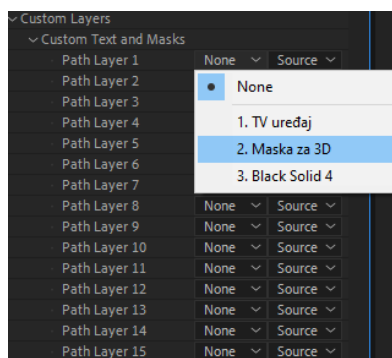 Custom Layers
Custom Text and Masks
Path Layer 1 None Source
Path Layer 2 None
Path Layer 3
Path Layer 4 1. TV uređaj
Path Layer 5 2. Maska za 3D
Path Layer 6 3. Black Solid 4
Path Layer 7
Path Layer 8 None Source
Path Layer 9 None Source
Path Layer 10 None Source
Path Layer 11 None Source
Path Layer 12 None Source
Path Layer 13 None Source
Path Layer 14 None Source
Path Layer 15 None Source